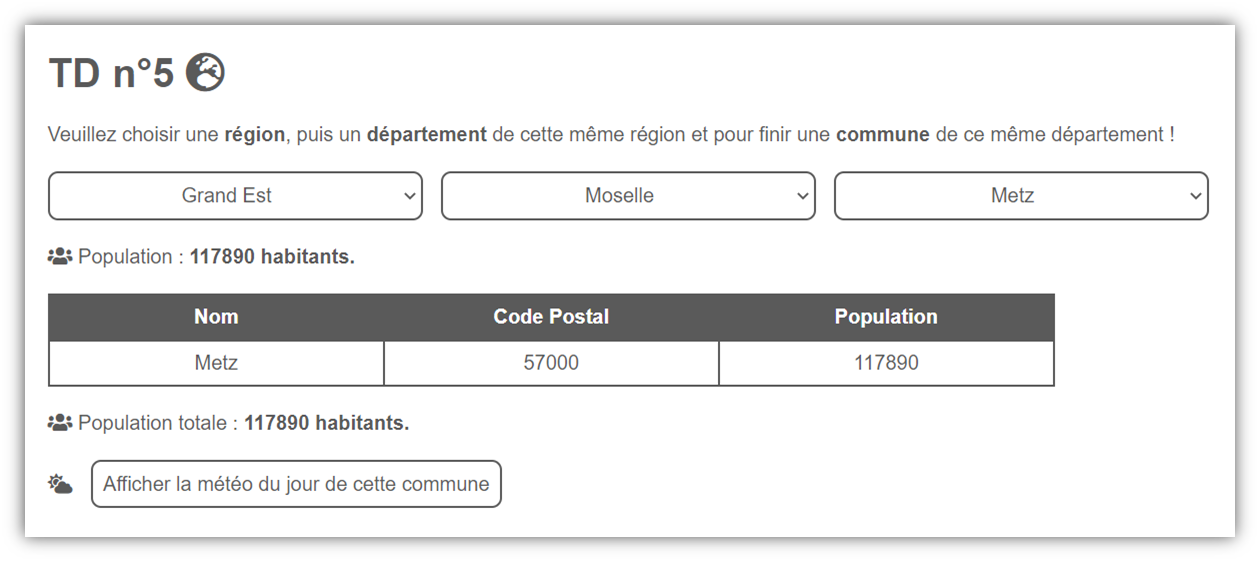 TD n°5
Veuillez choisir une région, puis un département de cette même région et pour finir une commune de ce même département !
Grand Est Moselle Metz
Population : 117890 habitants.
Nom Code Postal Population
Metz 57000 117890
Population totale : 117890 habitants.
Afficher la météo du jour de cette commune